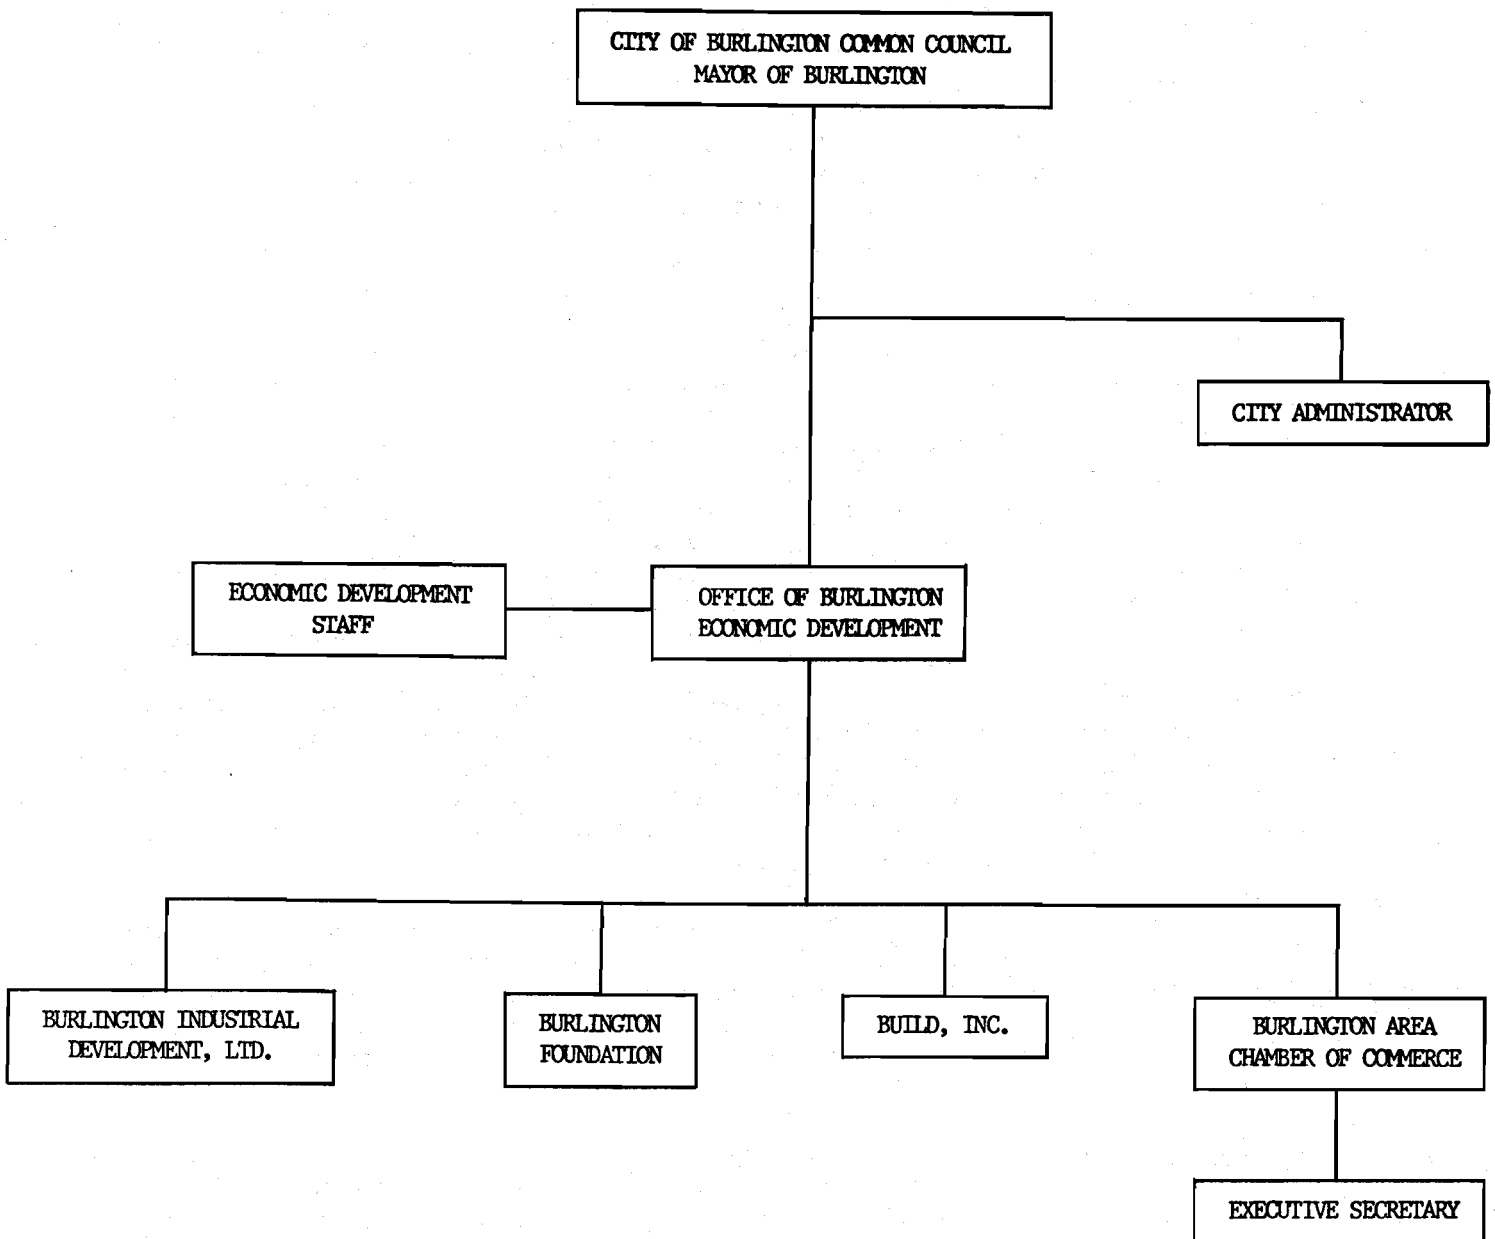 CITY OF BURLINGTON COMMON COUNCIL
MAYOR OF BURLINGTON
CITY ADMINISTRATOR
ECONOMIC DEVELOPMENT
STAFF
OFFICE OF BURLINGTON
ECONOMIC DEVELOPMENT
BURLINGTON INDUSTRIAL
DEVELOPMENT, LTD.
BURLINGTON
FOUNDATION
BUILD, INC.
BURLINGTON AREA
CHAMBER OF COMMERCE
EXECUTIVE SECRETARY